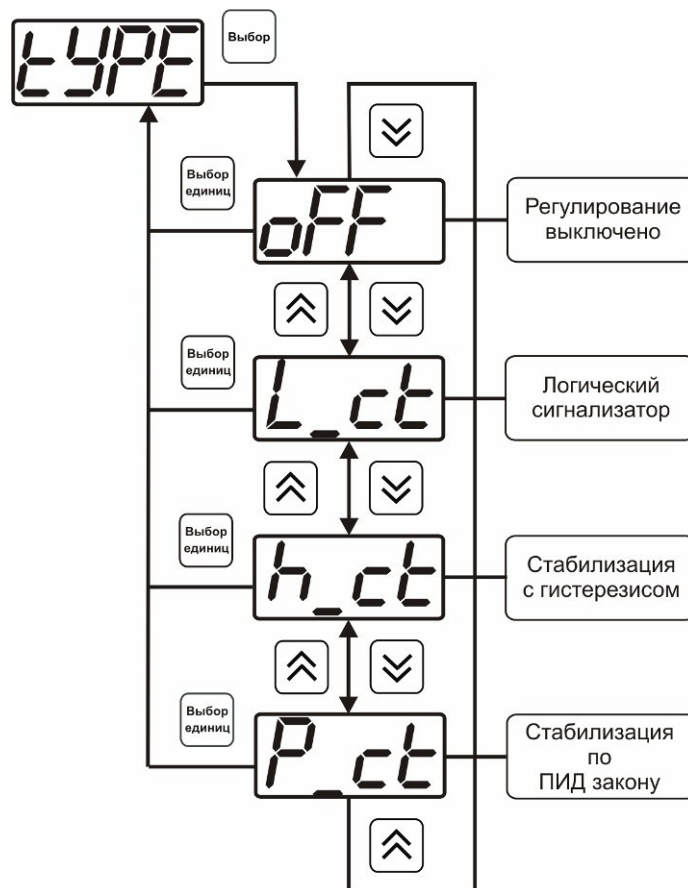 tYPE
Выбор
Выбор
единиц
oFF
Регулирование
выключено
Выбор
единиц
L_ct
Логический
сигнализатор
Выбор
единиц
h_ct
Стабилизация
с гистерезисом
Выбор
единиц
P_ct
Стабилизация
по
ПИД закону